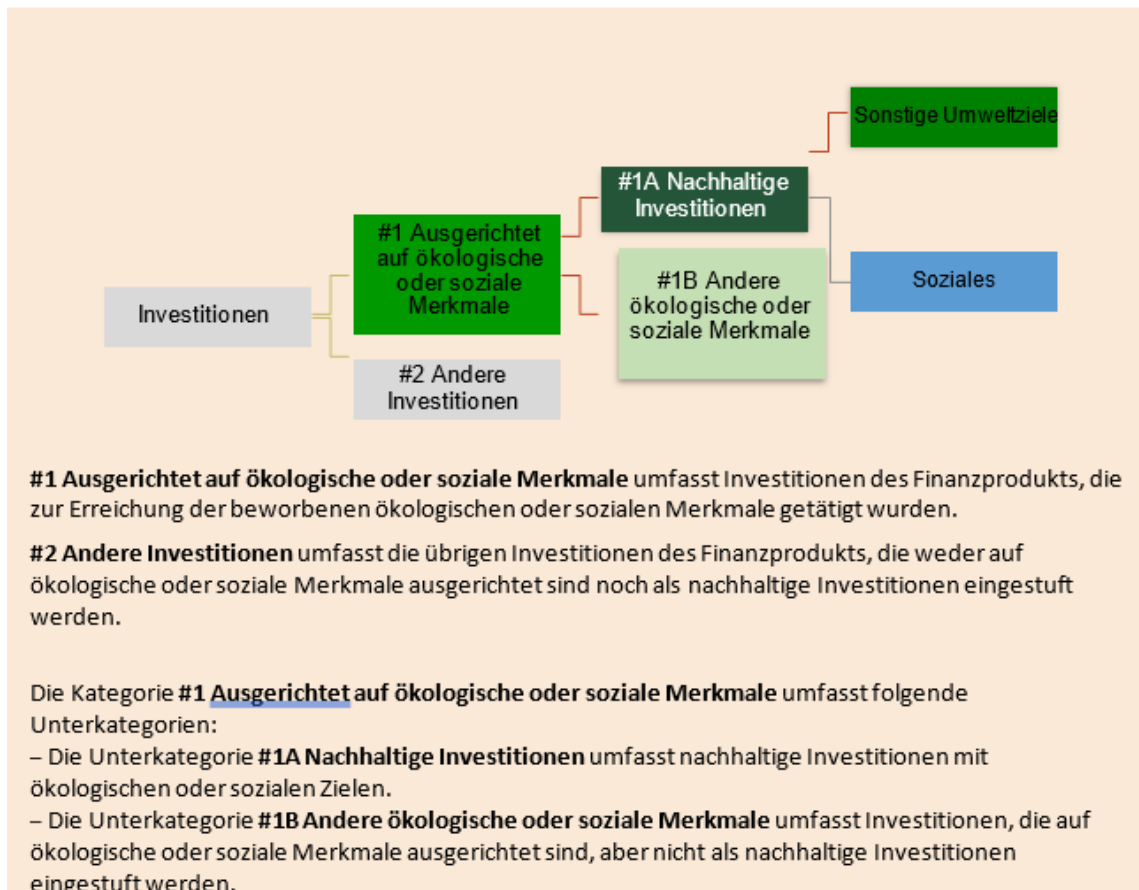 Sonstige Umweltziele
#1A Nachhaltige
Investitionen
#1 Ausgerichtet
auf ökologische
oder soziale
Merkmale
#1B Andere
ökologische oder
soziale Merkmale
Soziales
Investitionen
#2 Andere
Investitionen
#1 Ausgerichtet auf ökologische oder soziale Merkmale umfasst Investitionen des Finanzprodukts, die
zur Erreichung der beworbenen ökologischen oder sozialen Merkmale getätigt wurden.
#2 Andere Investitionen umfasst die übrigen Investitionen des Finanzprodukts, die weder auf
ökologische oder soziale Merkmale ausgerichtet sind noch als nachhaltige Investitionen eingestuft
werden.
Die Kategorie #1 Ausgerichtet auf ökologische oder soziale Merkmale umfasst folgende
Unterkategorien:
– Die Unterkategorie #1A Nachhaltige Investitionen umfasst nachhaltige Investitionen mit
ökologischen oder sozialen Zielen.
– Die Unterkategorie #1B Andere ökologische oder soziale Merkmale umfasst Investitionen, die auf
ökologische oder soziale Merkmale ausgerichtet sind, aber nicht als nachhaltige Investitionen
eingestuft werden.